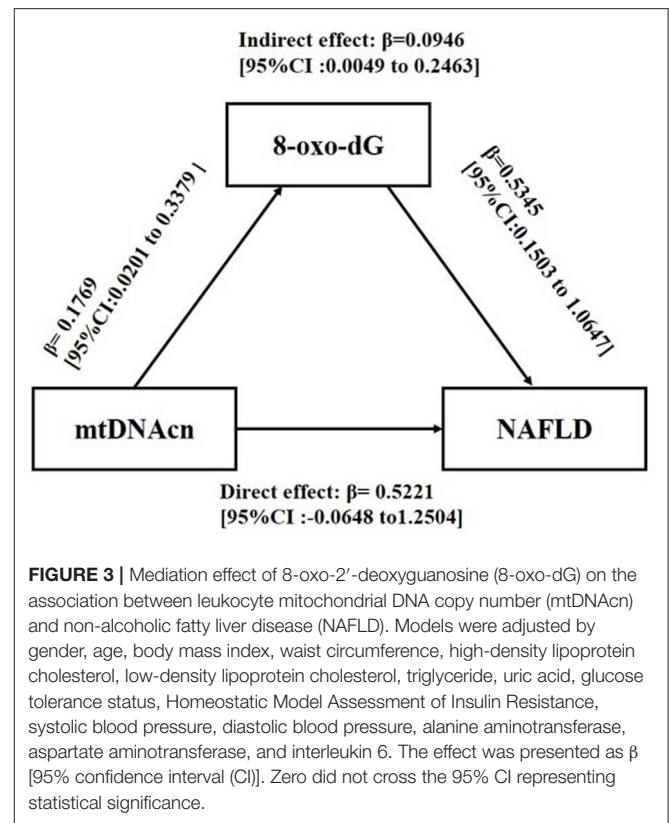 Indirect effect: β=0.0946
[95%CI :0.0049 to 0.2463]
8-oxo-dG
β= 0.1769
[95%CI:0.0201 to 0.3379 ]
β=0.5345
[95%CI:0.1503 to 1.0647]
mtDNAcn
NAFLD
Direct effect: β= 0.5221
[95%CI :-0.0648 to1.2504]
FIGURE 3 | Mediation effect of 8-oxo-2′-deoxyguanosine (8-oxo-dG) on the
association between leukocyte mitochondrial DNA copy number (mtDNAcn)
and non-alcoholic fatty liver disease (NAFLD). Models were adjusted by
gender, age, body mass index, waist circumference, high-density lipoprotein
cholesterol, low-density lipoprotein cholesterol, triglyceride, uric acid, glucose
tolerance status, Homeostatic Model Assessment of Insulin Resistance,
systolic blood pressure, diastolic blood pressure, alanine aminotransferase,
aspartate aminotransferase, and interleukin 6. The effect was presented as β
[95% confidence interval (CI)]. Zero did not cross the 95% CI representing
statistical significance.